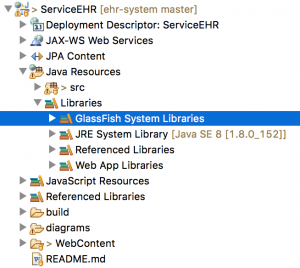 > ServiceEHR [ehr-system master]
Deployment Descriptor: ServiceEHR
JAX-WS Web Services
JPA Content
Java Resources
> src
Libraries
GlassFish System Libraries
JRE System Library [Java SE 8 [1.8.0_152]]
Referenced Libraries
Web App Libraries
JavaScript Resources
Referenced Libraries
build
diagrams
> WebContent
README.md